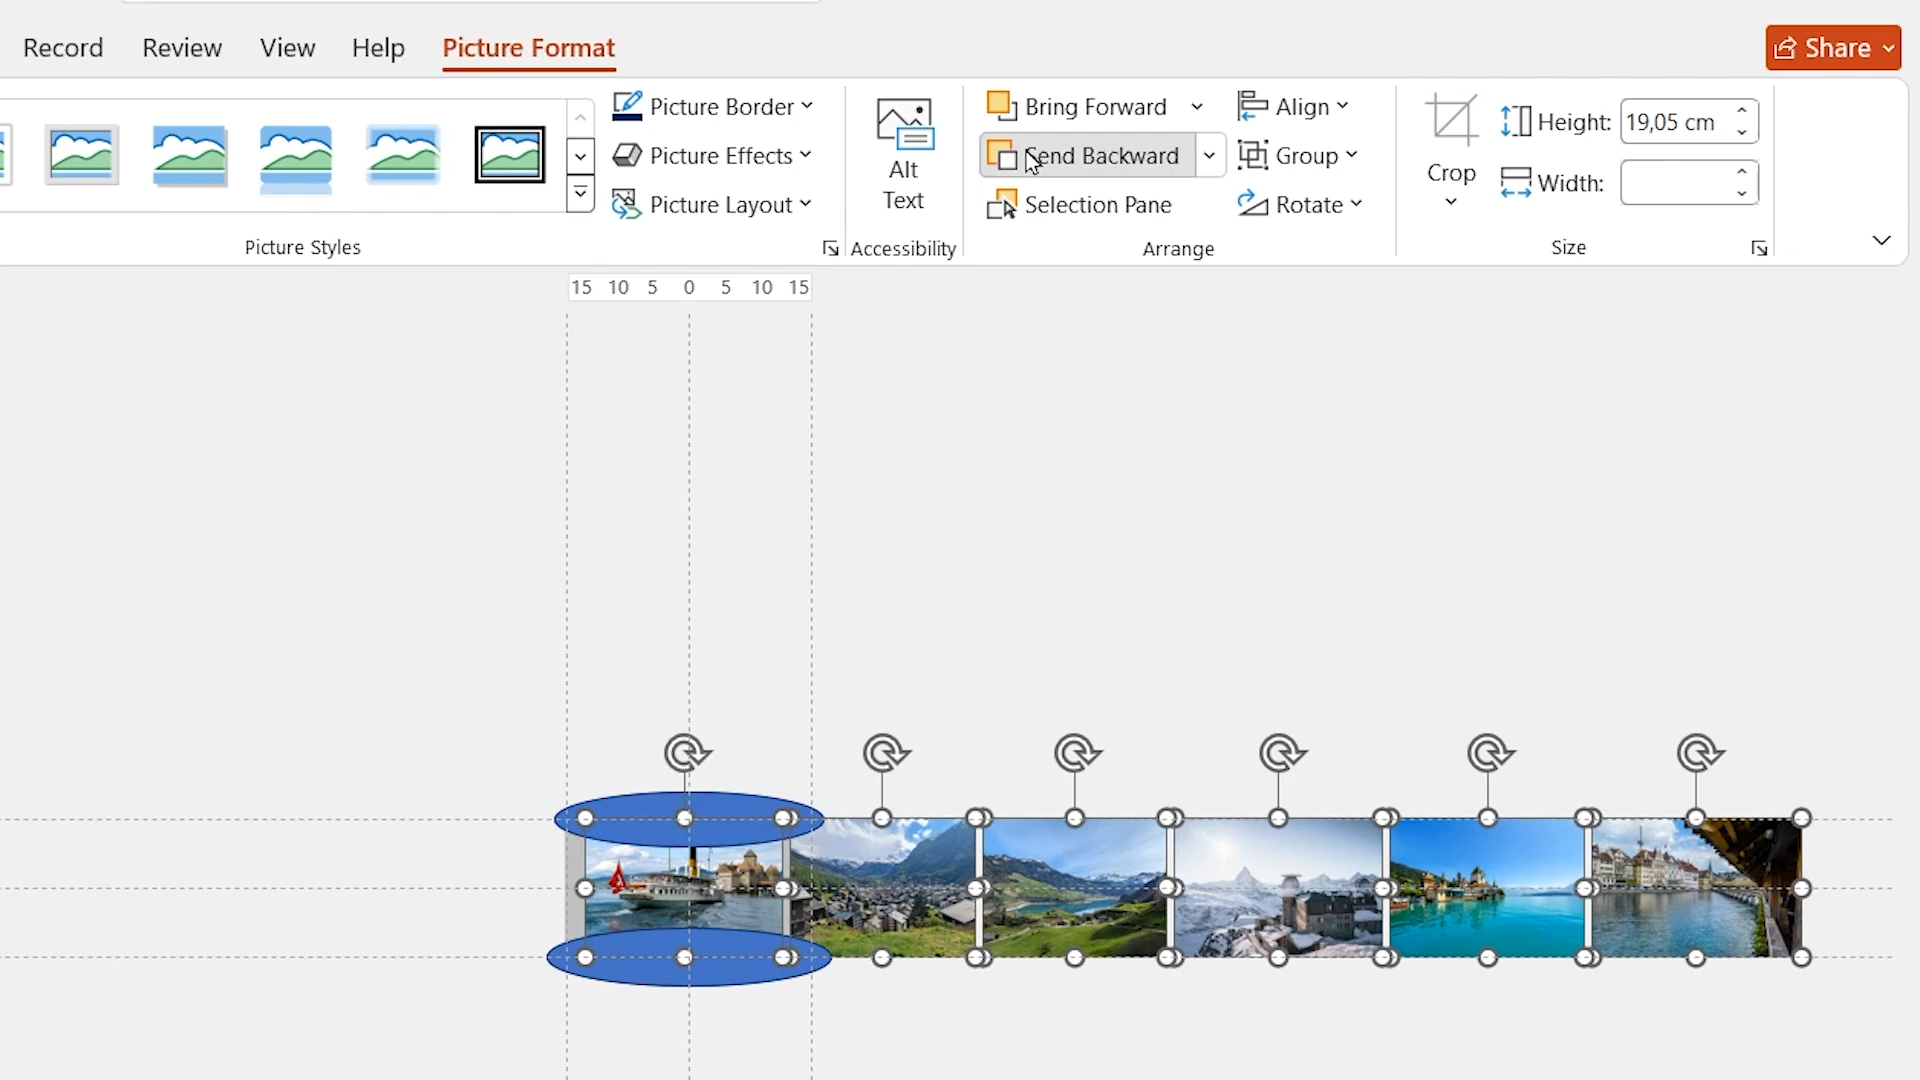 Record Review View Help Picture Format Share
Picture Border
Picture Effects
Picture Layout
Picture Styles
Alt
Text
Accessibility
Bring Forward
Send Backward
Selection Pane
Align
Group
Rotate
Arrange
Crop
Height: 19,05 cm
Width:
Size
15 10 5 0 5 10 15